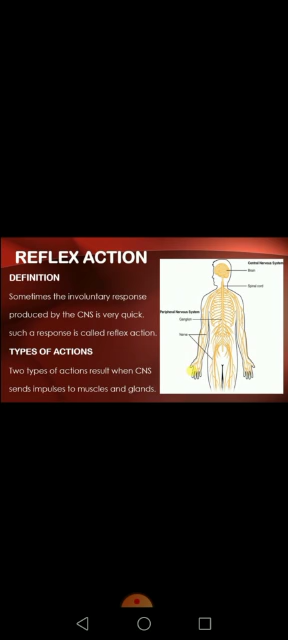 REFLEX ACTION
DEFINITION
Sometimes the involuntary response
produced by the CNS is very quick,
such a response is called reflex action.
TYPES OF ACTIONS
Two types of actions result when CNS
sends impulses to muscles and glands.
Central Nervous System
Brain
Spinal cord
Peripheral Nervous System
Ganglion
Nerve